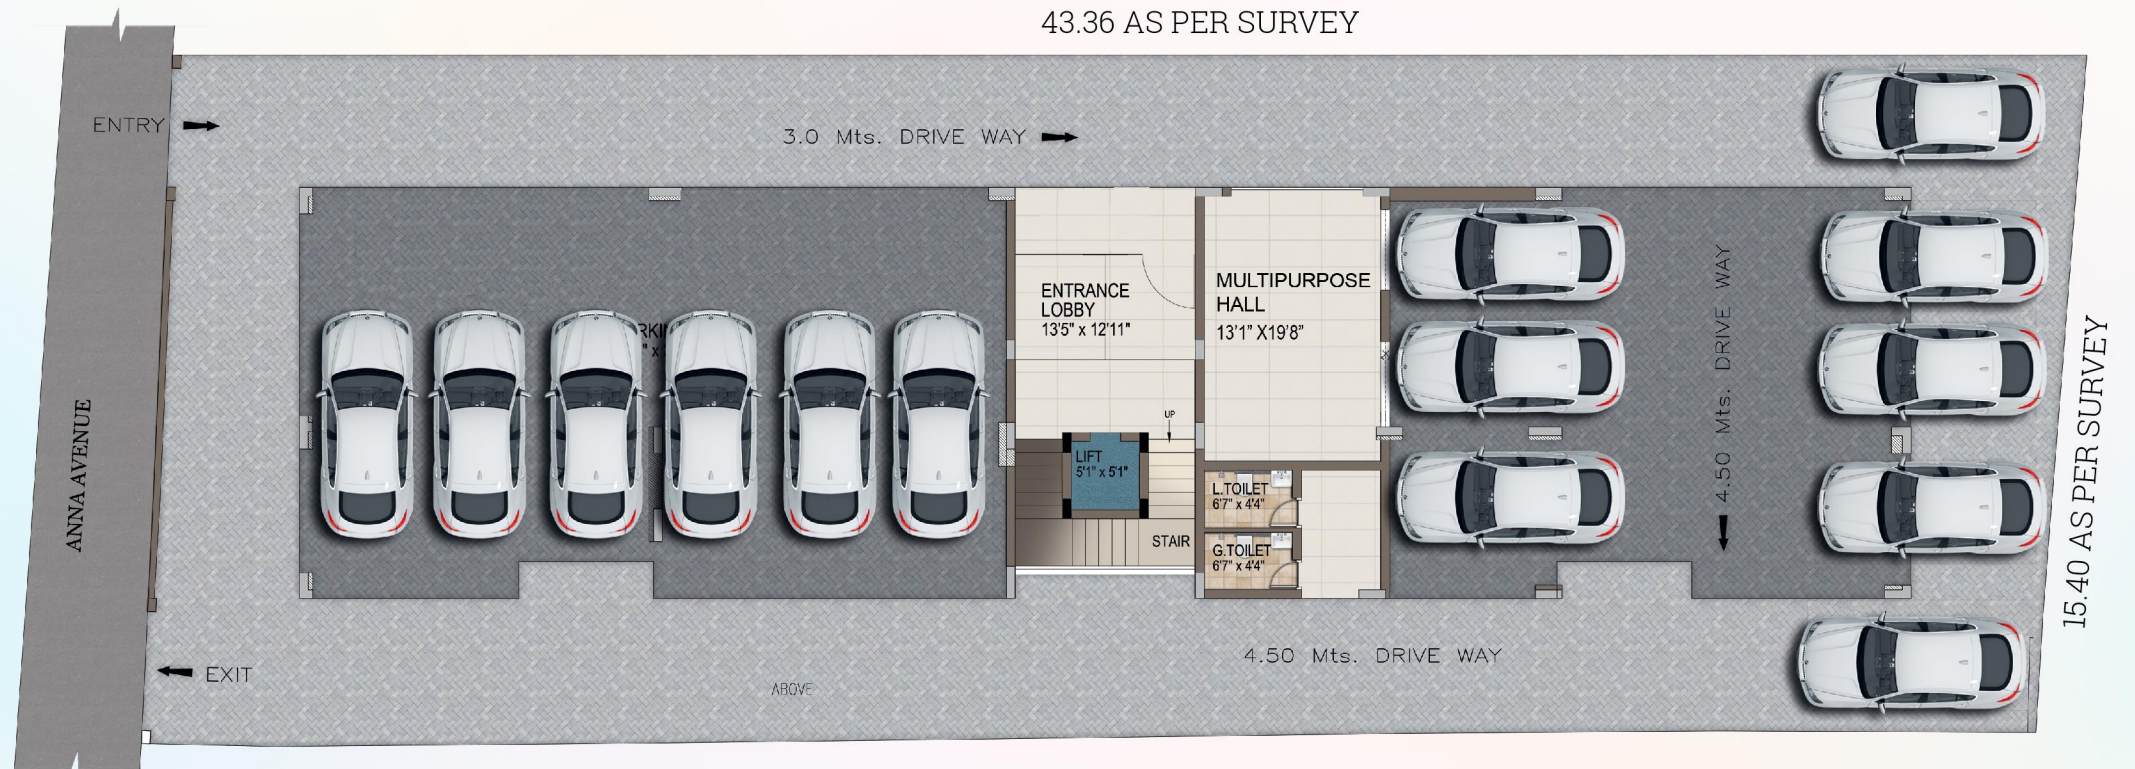 43.36 AS PER SURVEY
ENTRY
3.0 Mts. DRIVE WAY
ENTRANCE
LOBBY
13'5" x 12'11"
MULTIPURPOSE
HALL
13'1" X19'8"
4.50 Mts. DRIVE WAY
15.40 AS PER SURVEY
ANNA AVENUE
UP
LIFT
5'1" x 5'1"
L.TOILET
6'7" x 4'4"
STAIR
G.TOILET
6'7" x 4'4"
4.50 Mts. DRIVE WAY
EXIT
ABOVE